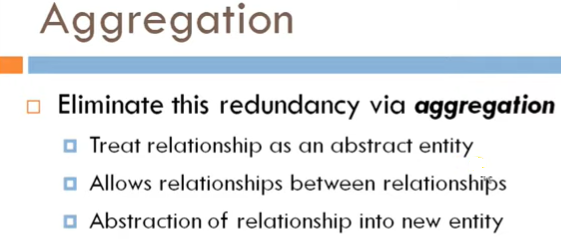 Aggregation
Eliminate this redundancy via aggregation
Treat relationship as an abstract entity
Allows relationships between relationships
Abstraction of relationship into new entity